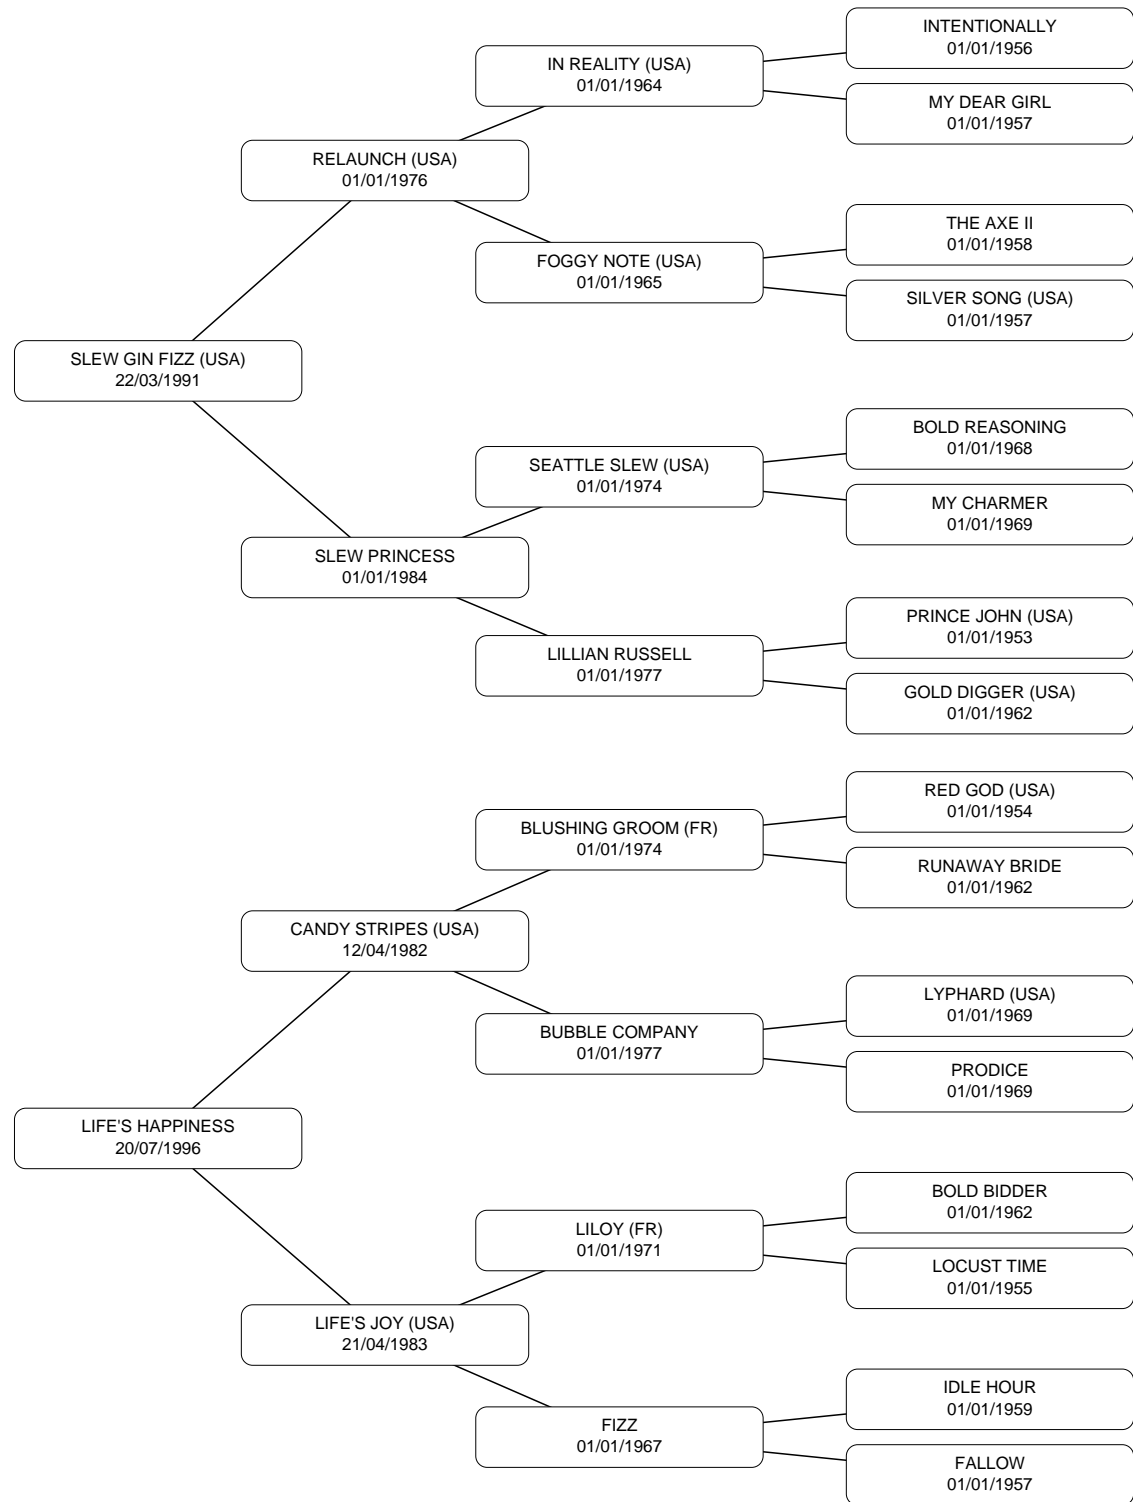 INTENTIONALLY
01/01/1956
IN REALITY (USA)
01/01/1964
MY DEAR GIRL
01/01/1957
RELAUNCH (USA)
01/01/1976
THE AXE II
01/01/1958
FOGGY NOTE (USA)
01/01/1965
SILVER SONG (USA)
01/01/1957
SLEW GIN FIZZ (USA)
22/03/1991
BOLD REASONING
01/01/1968
SEATTLE SLEW (USA)
01/01/1974
MY CHARMER
01/01/1969
SLEW PRINCESS
01/01/1984
PRINCE JOHN (USA)
01/01/1953
LILLIAN RUSSELL
01/01/1977
GOLD DIGGER (USA)
01/01/1962
RED GOD (USA)
01/01/1954
BLUSHING GROOM (FR)
01/01/1974
RUNAWAY BRIDE
01/01/1962
CANDY STRIPES (USA)
12/04/1982
LYPHARD (USA)
01/01/1969
BUBBLE COMPANY
01/01/1977
PRODICE
01/01/1969
LIFE'S HAPPINESS
20/07/1996
BOLD BIDDER
01/01/1962
LILOY (FR)
01/01/1971
LOCUST TIME
01/01/1955
LIFE'S JOY (USA)
21/04/1983
IDLE HOUR
01/01/1959
FIZZ
01/01/1967
FALLOW
01/01/1957